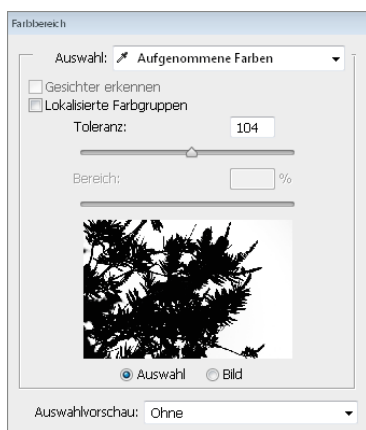 Farbbereich
Auswahl: Aufgenommene Farben
Gesichter erkennen
Lokalisierte Farbgruppen
Toleranz: 104
Bereich: %
Auswahl Bild
Auswahlvorschau: Ohne